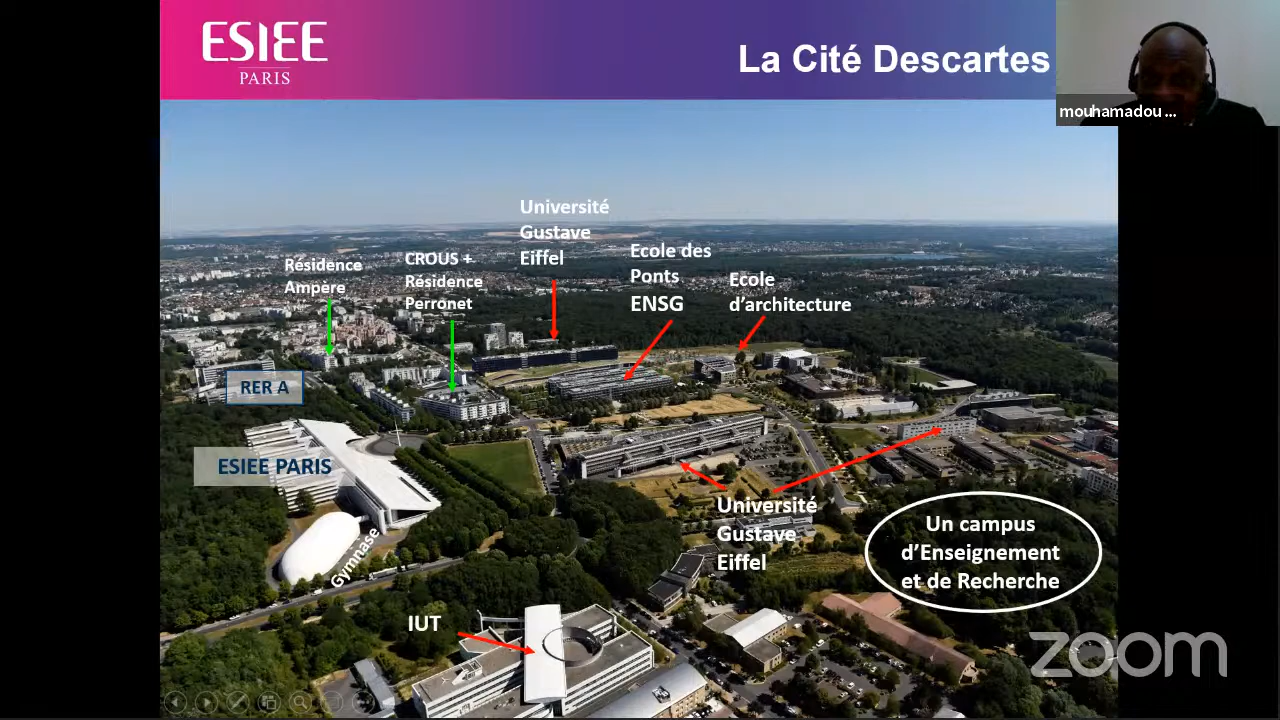 ESIEE
PARIS
La Cité Descartes
mouhamadou ...
Université
Gustave
Eiffel
Ecole des
Ponts
ENSG
Ecole
d'architecture
CROUS +
Résidence
Perronet
Résidence
Ampère
RER A
ESIEE PARIS
Gymnase
Université
Gustave
Eiffel
Un campus
d'Enseignement
et de Recherche
IUT
zoom